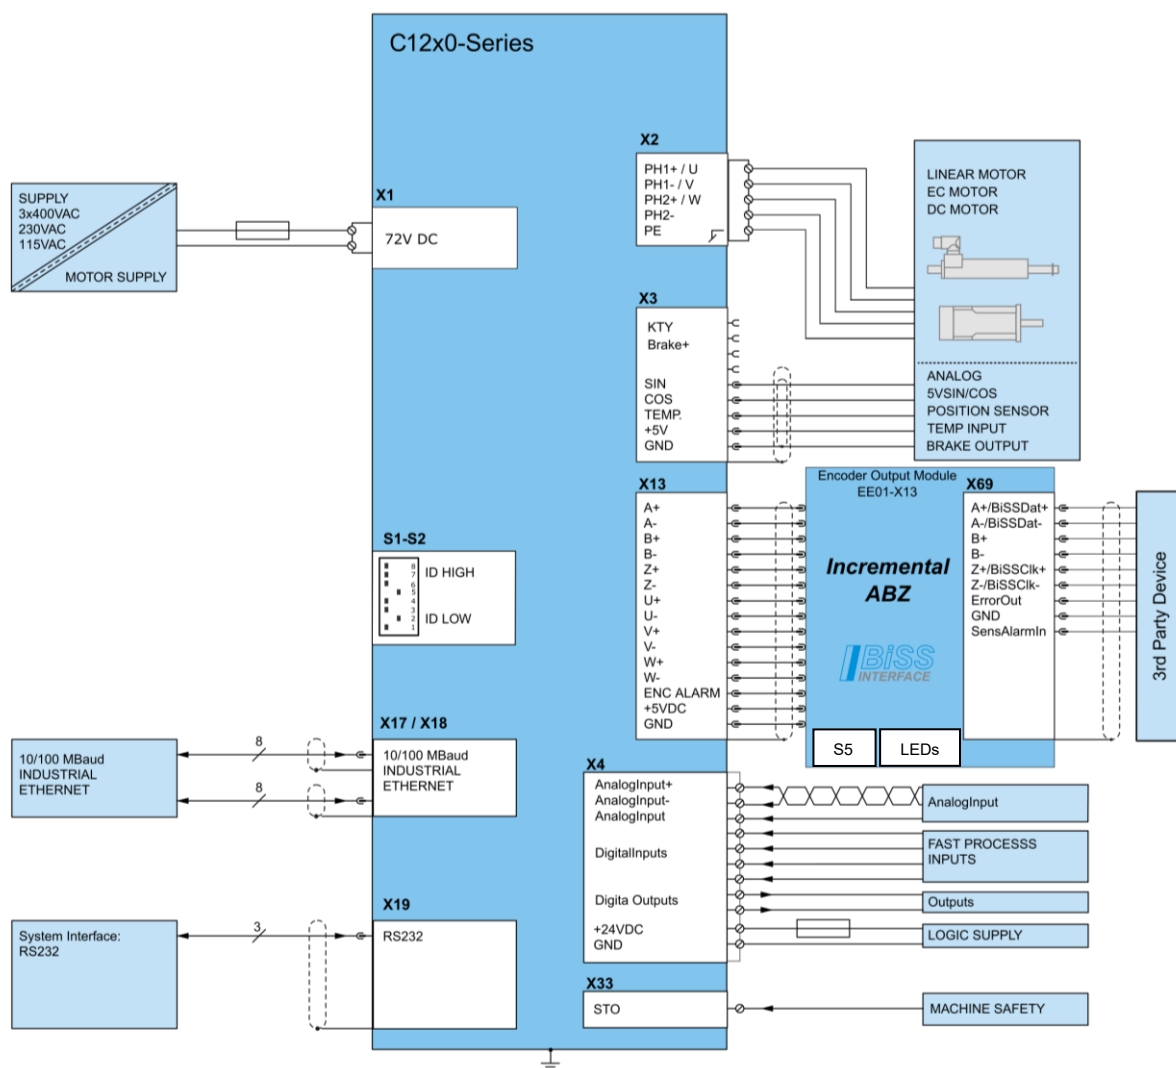 C12x0-Series
SUPPLY
3x400VAC
230VAC
115VAC
MOTOR SUPPLY
X1
72V DC
X2
PH1+ / U
PH1- / V
PH2+ / W
PH2-
PE
LINEAR MOTOR
EC MOTOR
DC MOTOR
ANALOG
5VSIN/COS
POSITION SENSOR
TEMP INPUT
BRAKE OUTPUT
X3
KTY
Brake+
SIN
COS
TEMP.
+5V
GND
X13
A+
A-
B+
B-
Z+
Z-
U+
U-
V+
V-
W+
W-
ENC ALARM
+5VDC
GND
Encoder Output Module
EE01-X13
Incremental
ABZ
BiSS
INTERFACE
S5
LEDs
X69
A+/BiSSDat+
A-/BiSSDat-
B+
B-
Z+/BiSSClk+
Z-/BiSSClk-
ErrorOut
GND
SensAlarmIn
3rd Party Device
S1-S2
8
7
6
5
4
3
2
1
ID HIGH
ID LOW
X17 / X18
10/100 MBaud
INDUSTRIAL
ETHERNET
8
8
10/100 MBaud
INDUSTRIAL
ETHERNET
X4
AnalogInput+
AnalogInput-
AnalogInput
DigitalInputs
Digita Outputs
+24VDC
GND
AnalogInput
FAST PROCESSS
INPUTS
Outputs
LOGIC SUPPLY
X19
RS232
3
System Interface:
RS232
X33
STO
MACHINE SAFETY